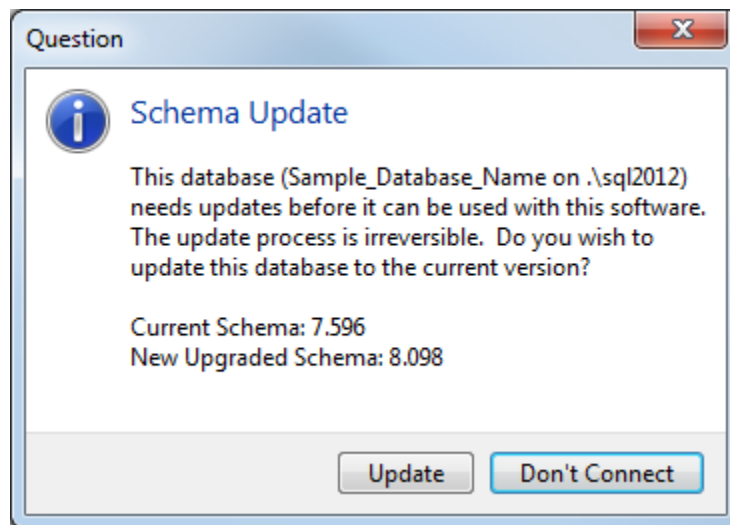 Question
Schema Update
This database (Sample_Database_Name on .\sql2012)
needs updates before it can be used with this software.
The update process is irreversible.  Do you wish to
update this database to the current version?
Current Schema: 7.596
New Upgraded Schema: 8.098
Update
Don't Connect